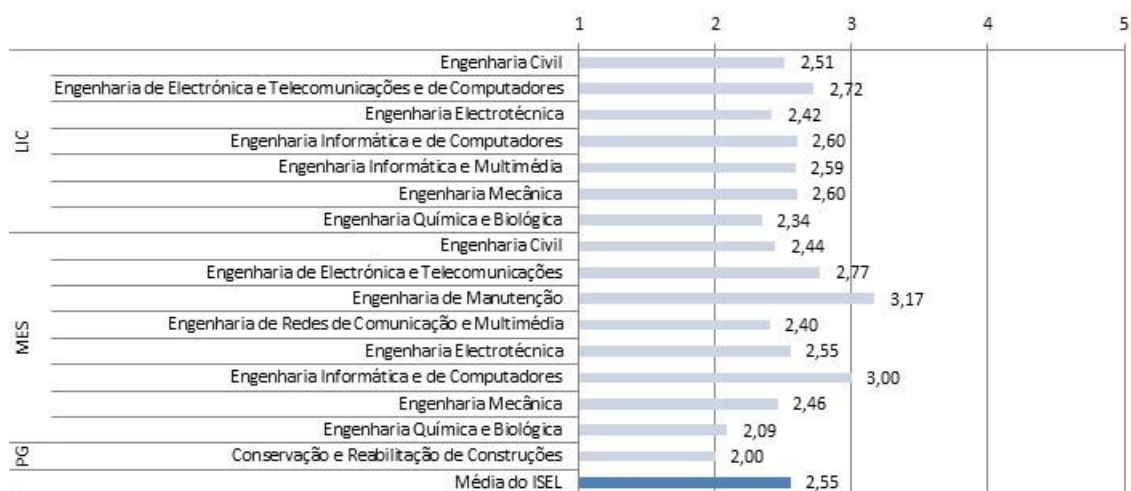 1 2 3 4 5
LIC
Engenharia Civil 2,51
Engenharia de Electrónica e Telecomunicações e de Computadores 2,72
Engenharia Electrotécnica 2,42
Engenharia Informática e de Computadores 2,60
Engenharia Informática e Multimédia 2,59
Engenharia Mecânica 2,60
Engenharia Química e Biológica 2,34
MES
Engenharia Civil 2,44
Engenharia de Electrónica e Telecomunicações 2,77
Engenharia de Manutenção 3,17
Engenharia de Redes de Comunicação e Multimédia 2,40
Engenharia Electrotécnica 2,55
Engenharia Informática e de Computadores 3,00
Engenharia Mecânica 2,46
Engenharia Química e Biológica 2,09
PG
Conservação e Reabilitação de Construções 2,00
Média do ISEL 2,55